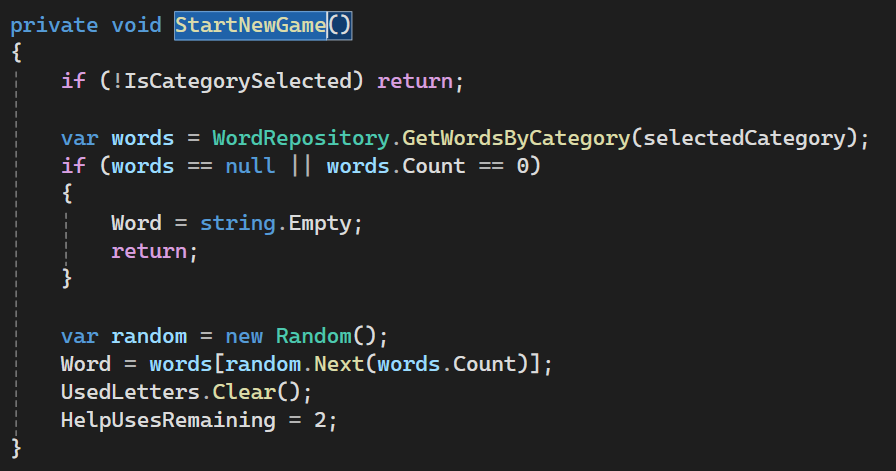 private void StartNewGame()
{
if (!IsCategorySelected) return;
var words = WordRepository.GetWordsByCategory(selectedCategory);
if (words == null || words.Count == 0)
{
Word = string.Empty;
return;
}
var random = new Random();
Word = words[random.Next(words.Count)];
UsedLetters.Clear();
HelpUsesRemaining = 2;
}